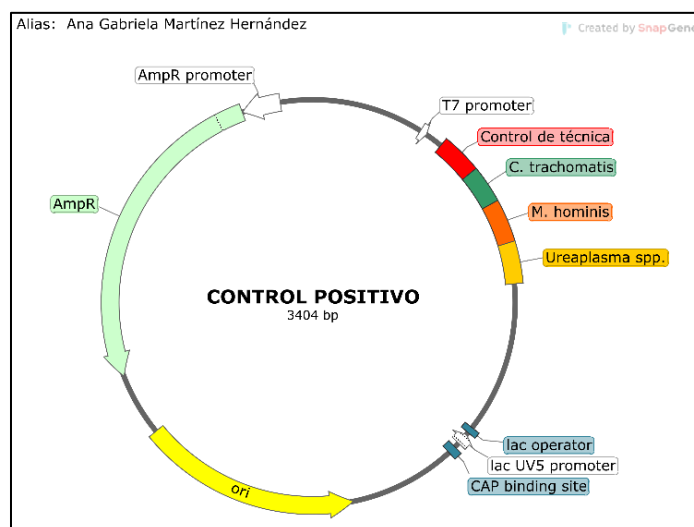 Alias: Ana Gabriela Martínez Hernández
Created by SnapGene
AmpR promoter
T7 promoter
Control de técnica
C. trachomatis
M. hominis
Ureaplasma spp.
AmpR
CONTROL POSITIVO
3404 bp
lac operator
lac UV5 promoter
CAP binding site
ori